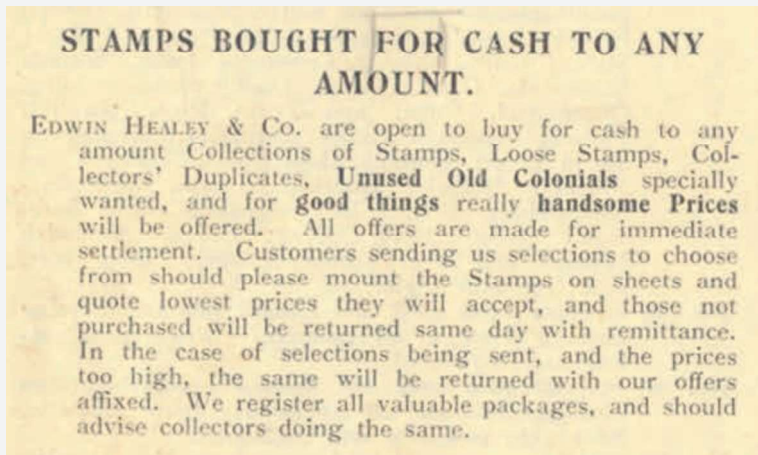 STAMPS BOUGHT FOR CASH TO ANY
AMOUNT.
EDWIN HEALEY & CO. are open to buy for cash to any
amount Collections of Stamps, Loose Stamps, Col-
lectors' Duplicates, Unused Old Colonials specially
wanted, and for good things really handsome Prices
will be offered. All offers are made for immediate
settlement. Customers sending us selections to choose
from should please mount the Stamps on sheets and
quote lowest prices they will accept, and those not
purchased will be returned same day with remittance.
In the case of selections being sent, and the prices
too high, the same will be returned with our offers
affixed. We register all valuable packages, and should
advise collectors doing the same.